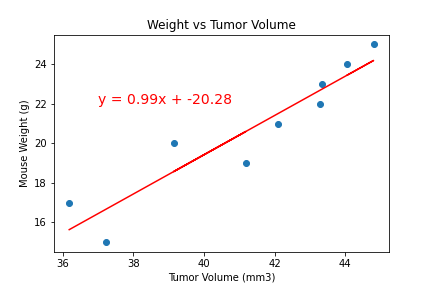 Weight vs Tumor Volume
y = 0.99x + -20.28
Mouse Weight (g)
24
22
20
18
16
36
38
40
42
44
Tumor Volume (mm3)